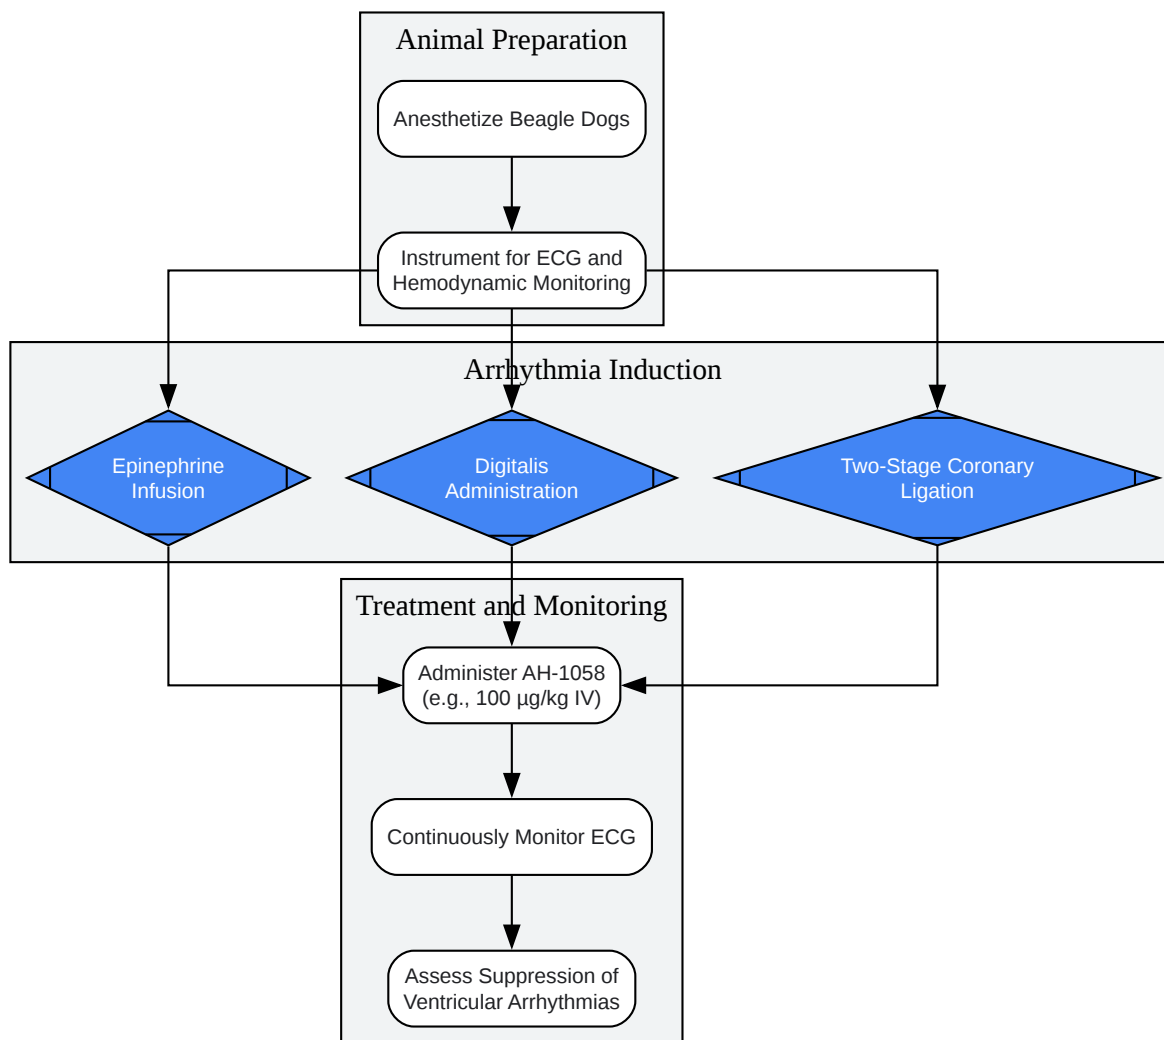 Animal Preparation
Anesthetize Beagle Dogs
Instrument for ECG and
Hemodynamic Monitoring
Arrhythmia Induction
Epinephrine
Infusion
Digitalis
Administration
Two-Stage Coronary
Ligation
Treatment and Monitoring
Administer AH-1058
(e.g., 100 µg/kg IV)
Continuously Monitor ECG
Assess Suppression of
Ventricular Arrhythmias